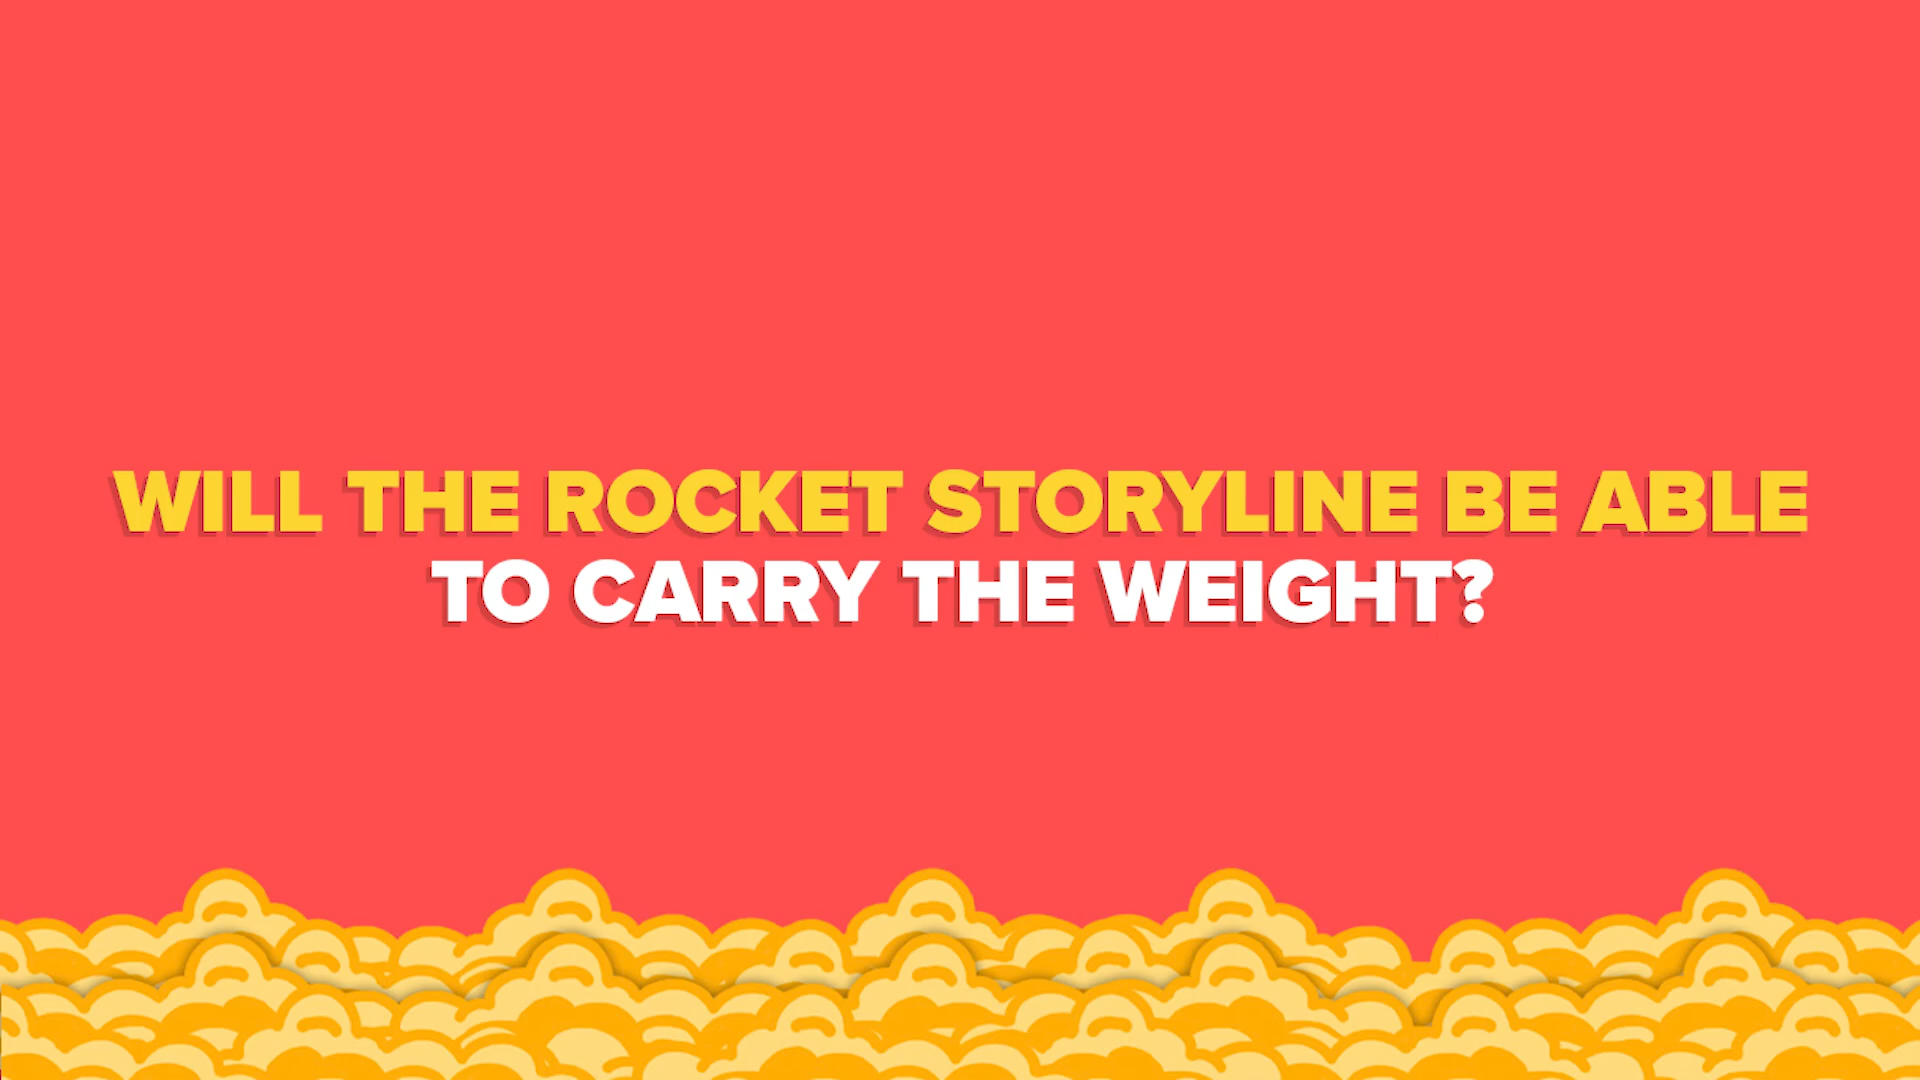 WILL THE ROCKET STORYLINE BE ABLE
TO CARRY THE WEIGHT?